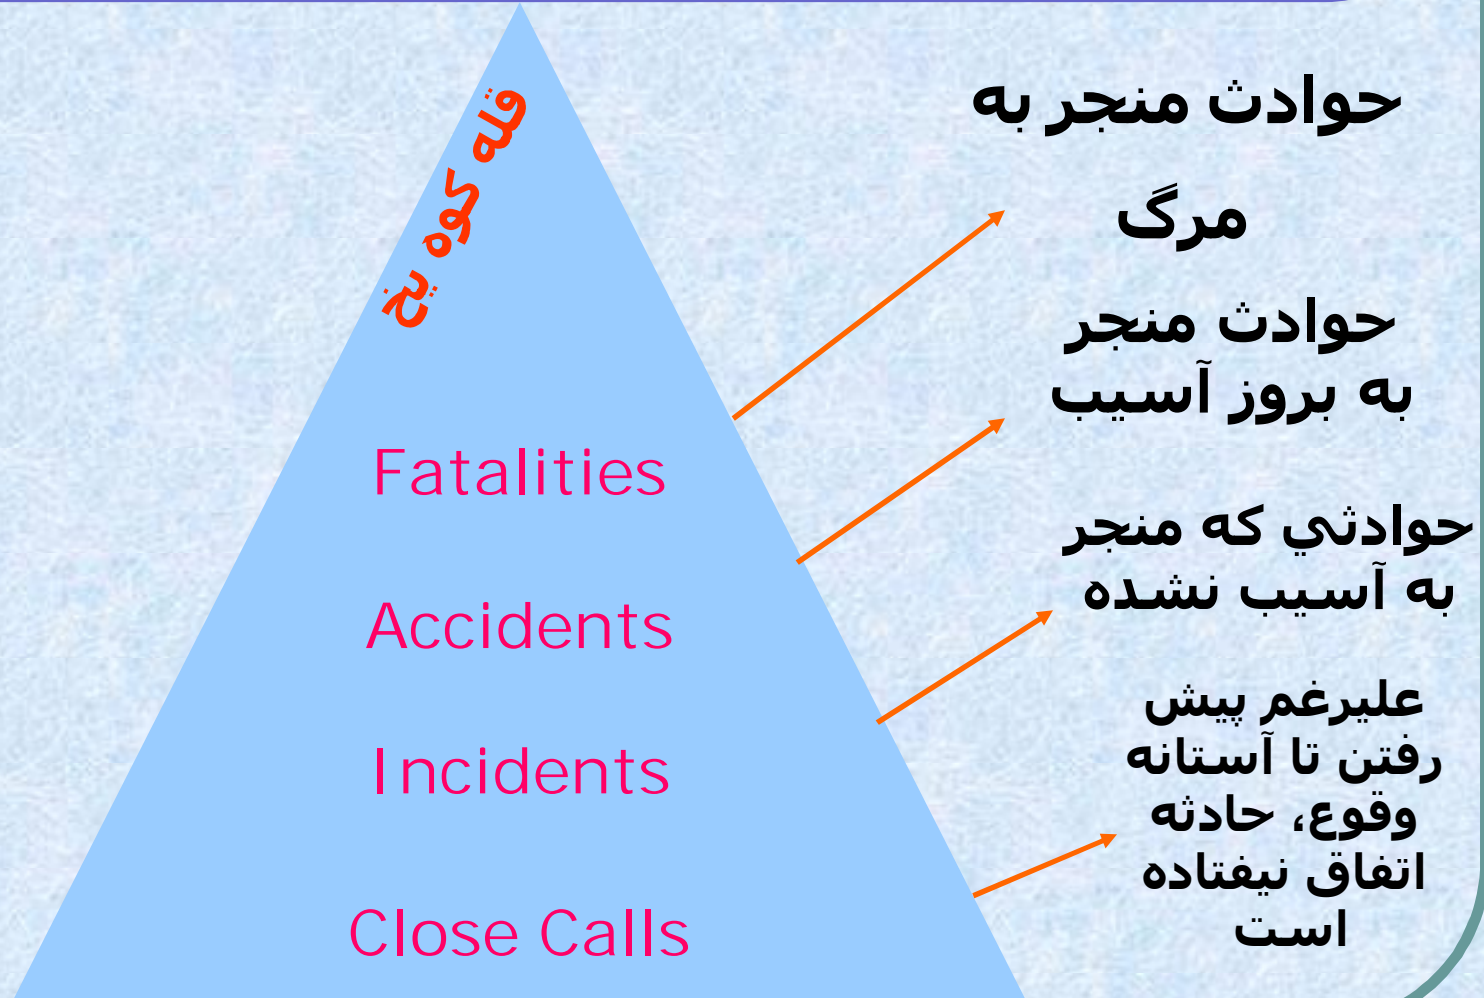 قله کوه یخ
حوادث منجر به
مرگ
حوادث منجر
به بروز آسیب
Fatalities
حوادثي که منجر
به آسیب نشده
Accidents
علیرغم پیش
رفتن تا آستانه
وقوع، حادثه
اتفاق نیفتاده
است
Incidents
Close Calls